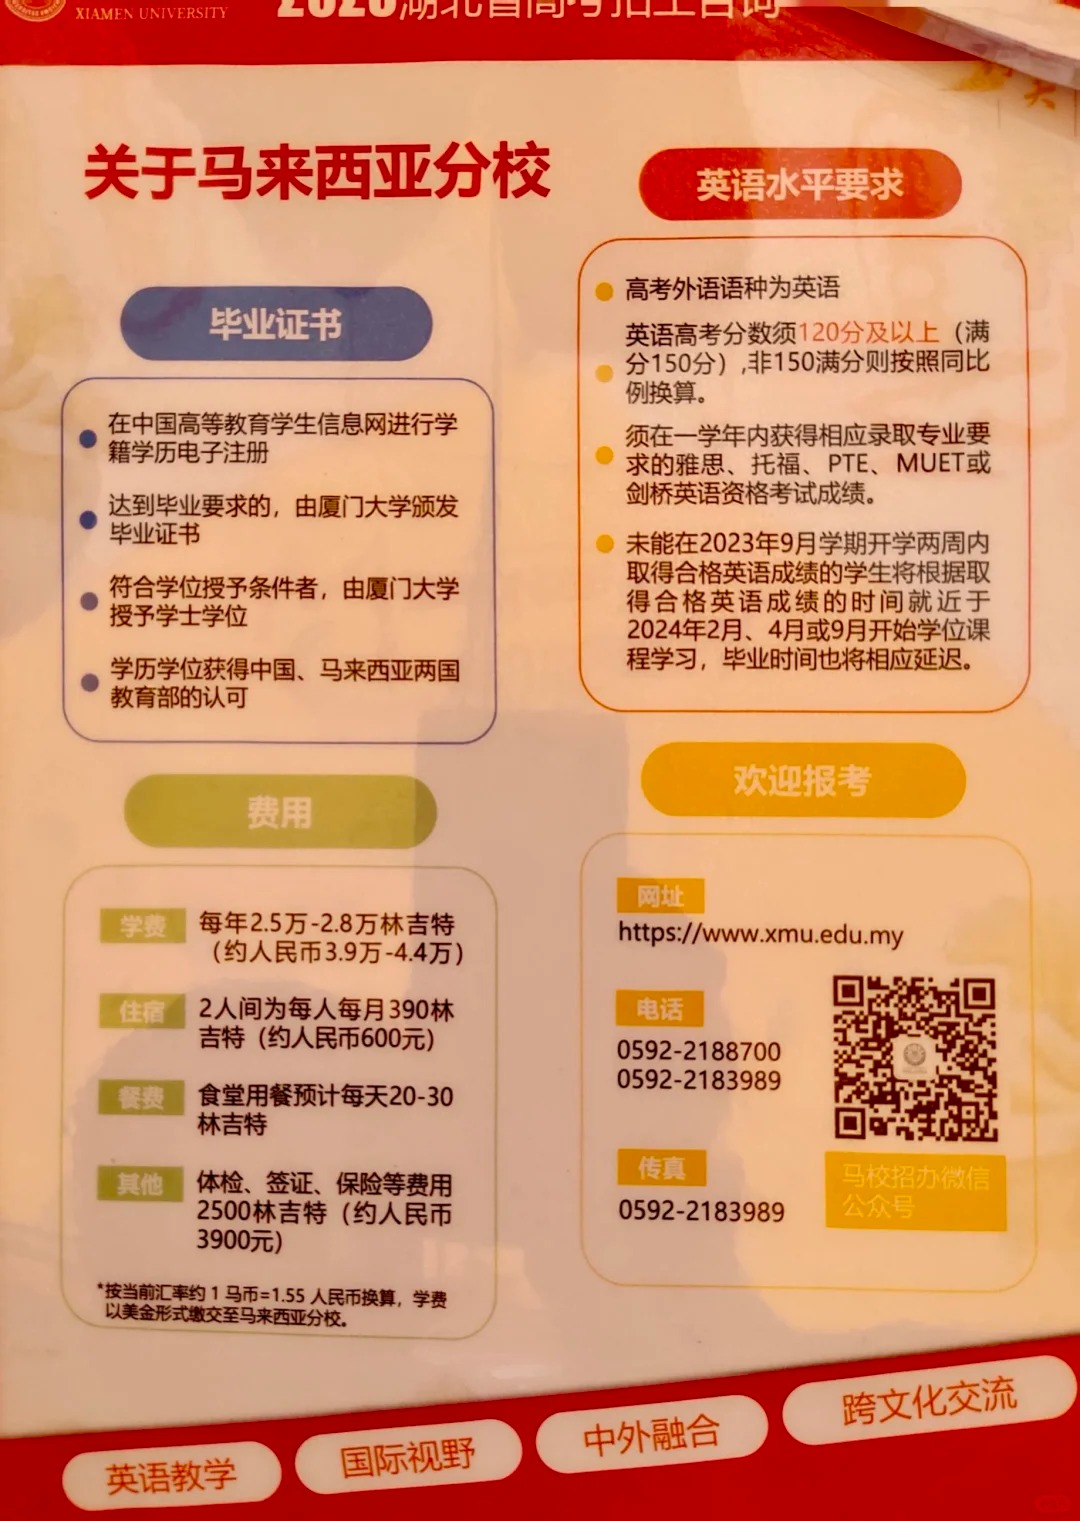 XIAMEN UNIVERSITY
2023湖北省高考招生咨询
关于马来西亚分校
毕业证书
在中国高等教育学生信息网进行学
籍学历电子注册
达到毕业要求的，由厦门大学颁发
毕业证书
符合学位授予条件者，由厦门大学
授予学士学位
学历学位获得中国、马来西亚两国
教育部的认可
费用
学费
每年2.5万-2.8万林吉特
（约人民币3.9万-4.4万）
住宿
2人间为每人每月390林
吉特（约人民币600元）
餐费
食堂用餐预计每天20-30
林吉特
其他
体检、签证、保险等费用
2500林吉特（约人民币
3900元）
*按当前汇率约 1 马币=1.55 人民币换算，学费
以美金形式缴交至马来西亚分校。
英语水平要求
高考外语语种为英语
英语高考分数须120分及以上（满
分150分）,非150满分则按照同比
例换算。
须在一学年内获得相应录取专业要
求的雅思、托福、PTE、MUET或
剑桥英语资格考试成绩。
未能在2023年9月学期开学两周内
取得合格英语成绩的学生将根据取
得合格英语成绩的时间就近于
2024年2月、4月或9月开始学位课
程学习，毕业时间也将相应延迟。
欢迎报考
网址
https://www.xmu.edu.my
电话
0592-2188700
0592-2183989
传真
0592-2183989
马校招办微信
公众号
英语教学
国际视野
中外融合
跨文化交流